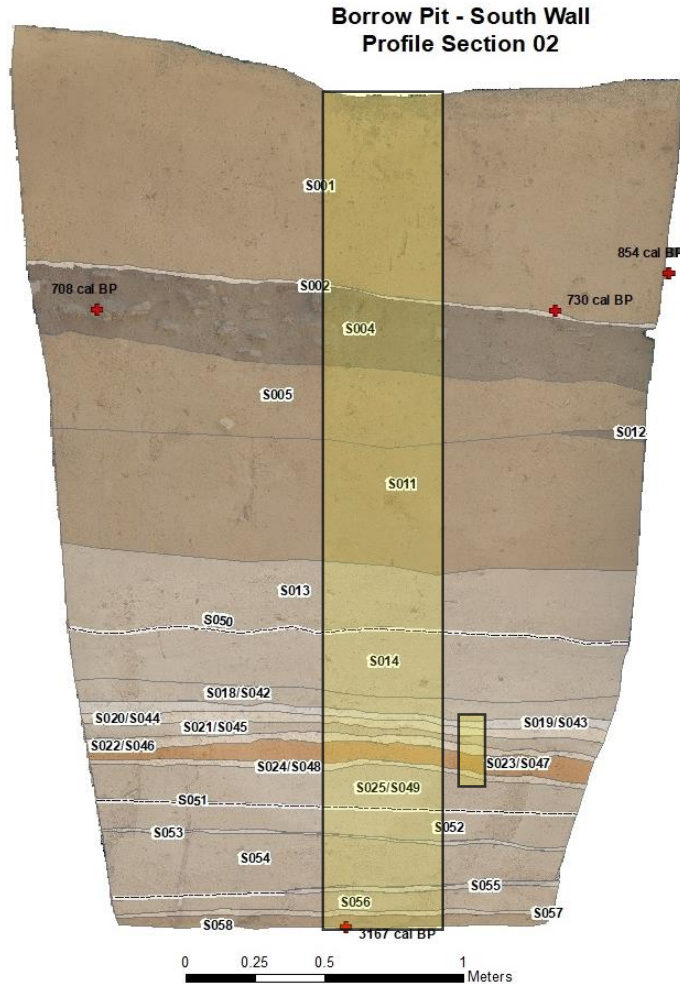 Borrow Pit - South Wall
Profile Section 02
S001
854 cal BP
S002
708 cal BP
730 cal BP
S004
S005
S012
S011
S013
S050
S014
S018/S042
S020/S044
S019/S043
S021/S045
S022/S046
S023/S047
S024/S048
S025/S049
S051
S052
S053
S054
S055
S056
S057
S058
3167 cal BP
0 0.25 0.5 1
Meters